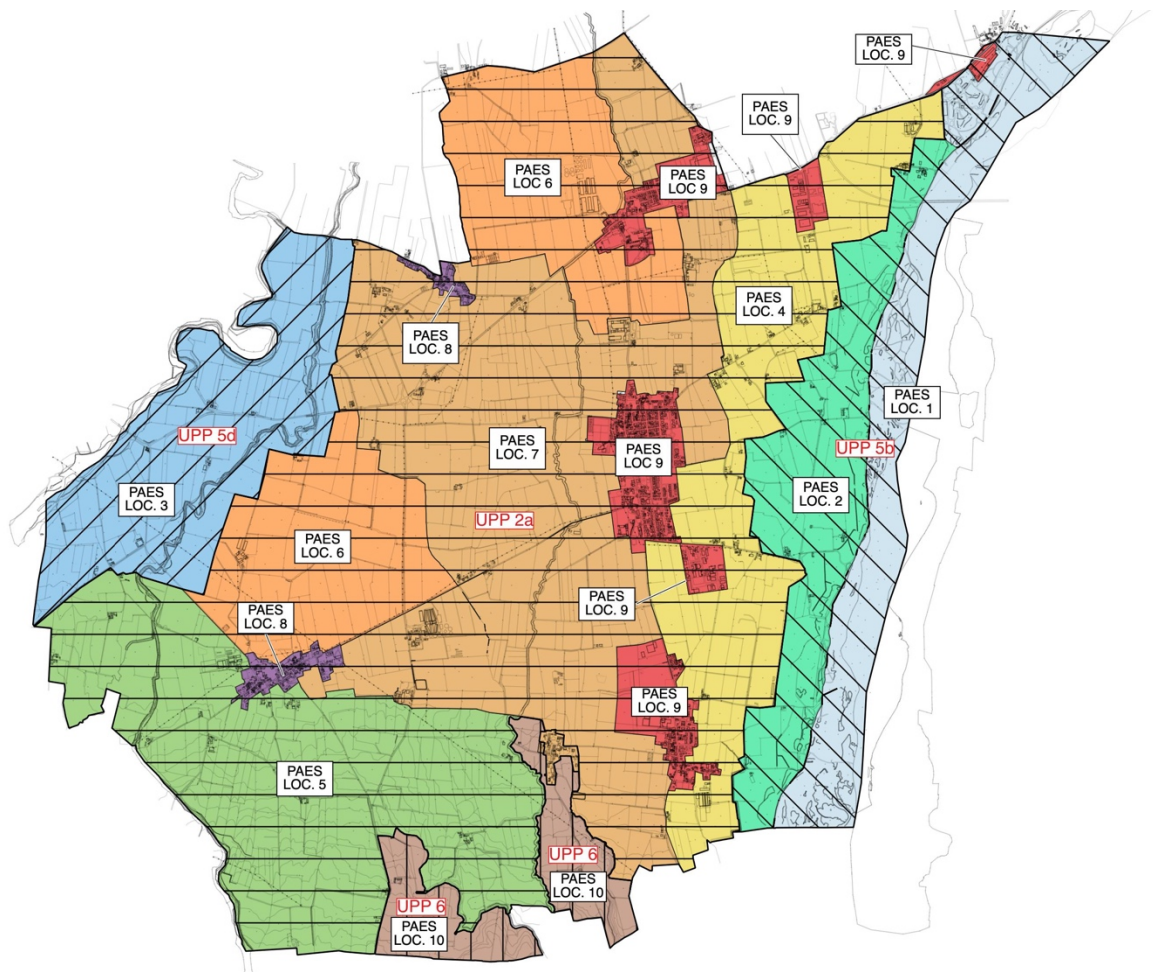 PAES
LOC. 9
PAES
LOC. 9
PAES
LOC 6
PAES
LOC 9
PAES
LOC. 4
PAES
LOC. 8
PAES
LOC. 1
UPP 5d
PAES
LOC. 7
PAES
LOC 9
UPP 5b
PAES
LOC. 3
PAES
LOC. 2
UPP 2a
PAES
LOC. 6
PAES
LOC. 9
PAES
LOC. 8
PAES
LOC. 9
PAES
LOC. 5
UPP 6
PAES
LOC. 10
UPP 6
PAES
LOC. 10